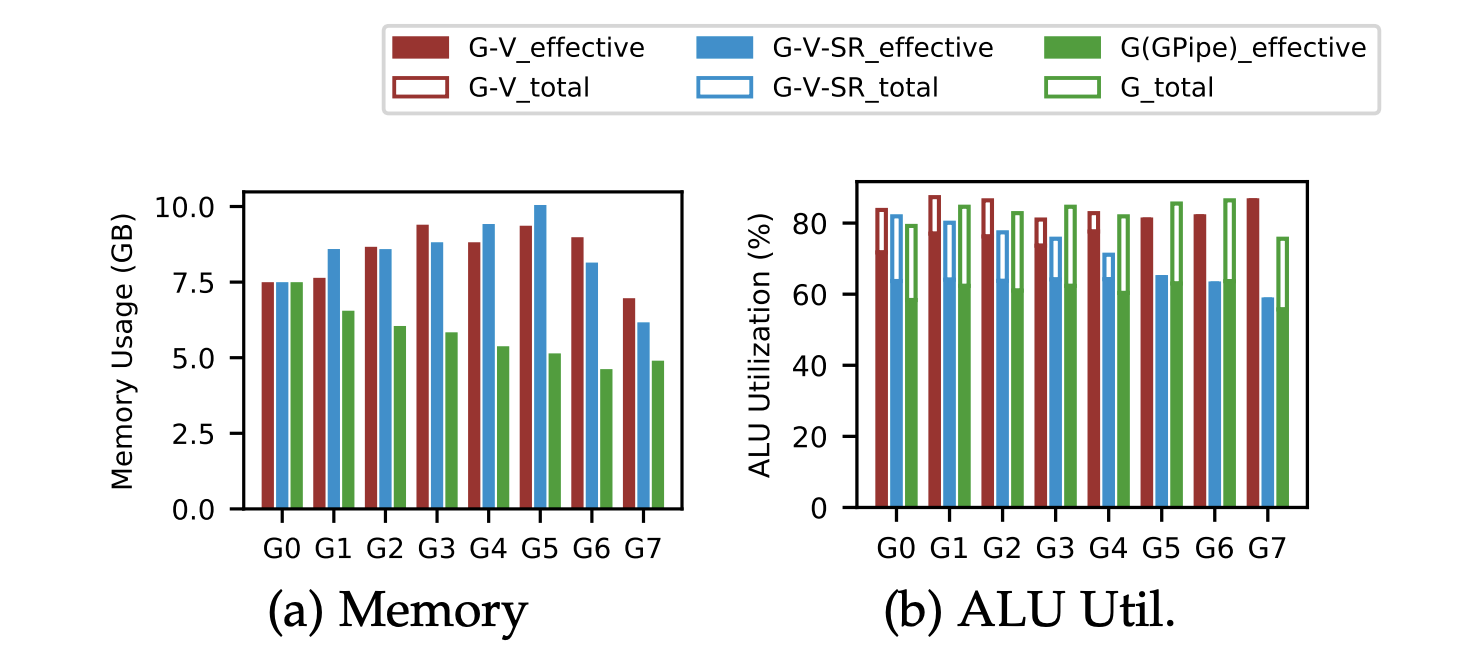 G-V_effective G-V-SR_effective G(GPipe)_effective
G-V_total G-V-SR_total G_total
Memory Usage (GB)
10.0
7.5
5.0
2.5
0.0
G0 G1 G2 G3 G4 G5 G6 G7
(a) Memory
ALU Utilization (%)
80
60
40
20
0
G0 G1 G2 G3 G4 G5 G6 G7
(b) ALU Util.